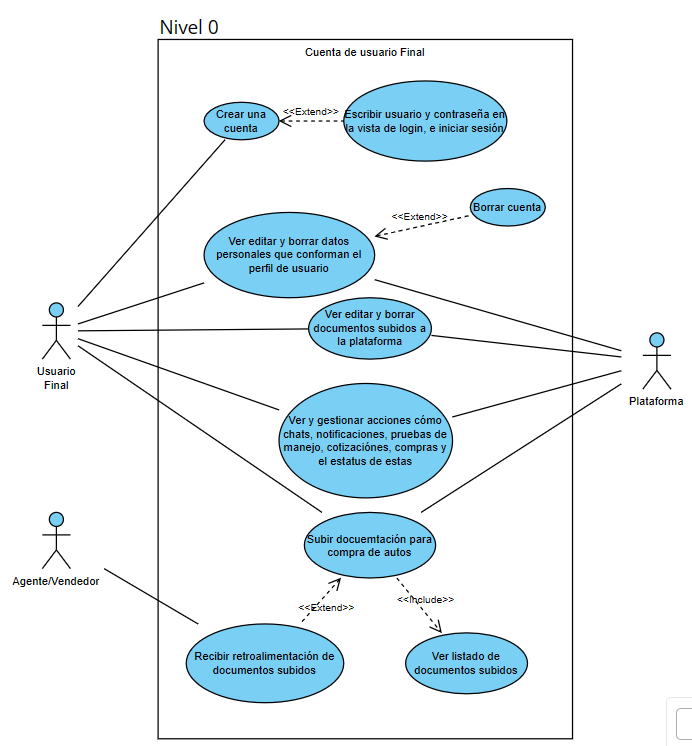 Nivel 0
Cuenta de usuario Final
Crear una
cuenta
<<Extend>>
Escribir usuario y contraseña en
la vista de login, e iniciar sesión
Borrar cuenta
<<Extend>>
Ver editar y borrar datos
personales que conforman el
perfil de usuario
Ver editar y borrar
documentos subidos a
la plataforma
Usuario
Final
Plataforma
Ver y gestionar acciones cómo
chats, notificaciones, pruebas de
manejo, cotizaciónes, compras y
el estatus de estas
Subir docuemtación para
compra de autos
Agente/Vendedor
<<Extend>>
<<Include>>
Recibir retroalimentación de
documentos subidos
Ver listado de
documentos subidos